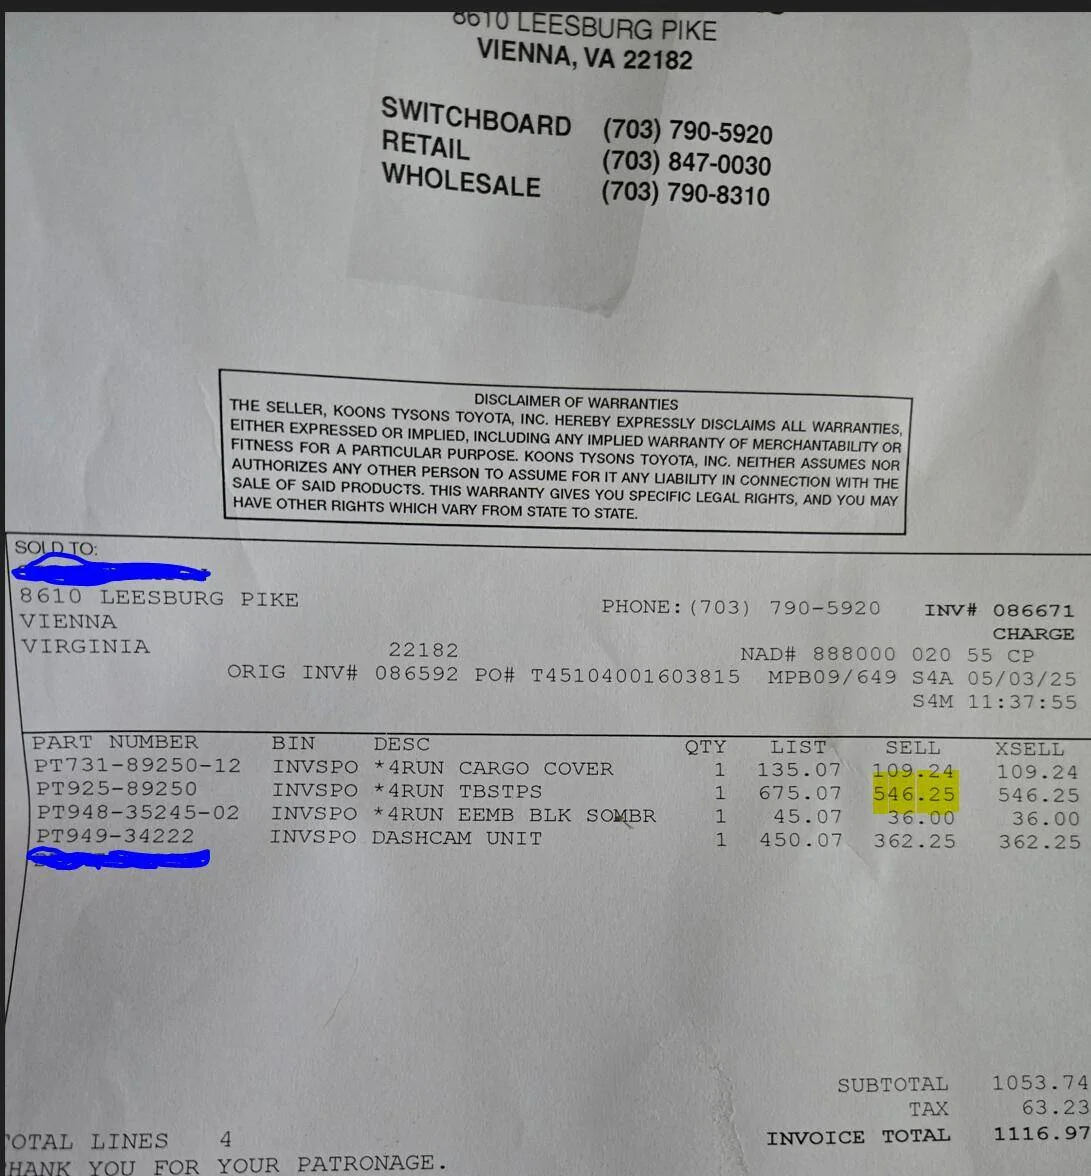 8610 LEESBURG PIKE
VIENNA, VA 22182
SWITCHBOARD (703) 790-5920
RETAIL (703) 847-0030
WHOLESALE (703) 790-8310
DISCLAIMER OF WARRANTIES
THE SELLER, KOONS TYSONS TOYOTA, INC. HEREBY EXPRESSLY DISCLAIMS ALL WARRANTIES,
EITHER EXPRESSED OR IMPLIED, INCLUDING ANY IMPLIED WARRANTY OF MERCHANTABILITY OR
FITNESS FOR A PARTICULAR PURPOSE. KOONS TYSONS TOYOTA, INC. NEITHER ASSUMES NOR
AUTHORIZES ANY OTHER PERSON TO ASSUME FOR IT ANY LIABILITY IN CONNECTION WITH THE
SALE OF SAID PRODUCTS. THIS WARRANTY GIVES YOU SPECIFIC LEGAL RIGHTS, AND YOU MAY
HAVE OTHER RIGHTS WHICH VARY FROM STATE TO STATE.
SOLD TO:
8610 LEESBURG PIKE PHONE: (703) 790-5920 INV# 086671
VIENNA CHARGE
VIRGINIA 22182 NAD# 888000 020 55 CP
ORIG INV# 086592 PO# T45104001603815 MPB09/649 S4A 05/03/25
S4M 11:37:55
PART NUMBER BIN DESC QTY LIST SELL XSELL
PT731-89250-12 INVSPO *4RUN CARGO COVER 1 135.07 109.24 109.24
PT925-89250 INVSPO *4RUN TBSTPS 1 675.07 546.25 546.25
PT948-35245-02 INVSPO *4RUN EEMB BLK SOMBR 1 45.07 36.00 36.00
PT949-34222 INVSPO DASHCAM UNIT 1 450.07 362.25 362.25
SUBTOTAL 1053.74
TAX 63.23
OTAL LINES 4 INVOICE TOTAL 1116.97
HANK YOU FOR YOUR PATRONAGE.